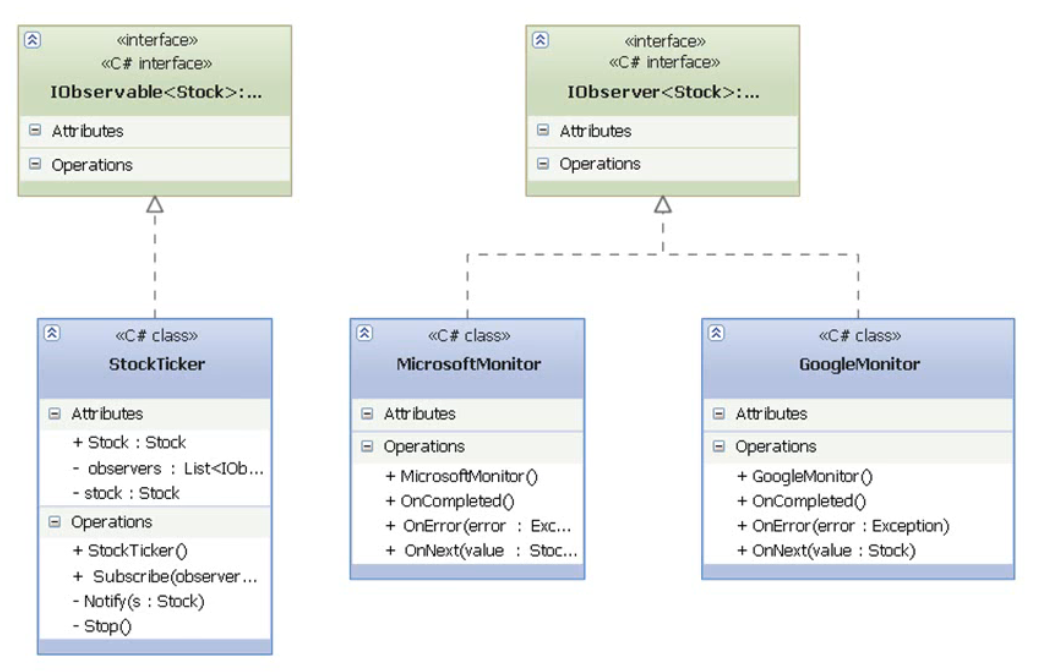 «interface»
«C# interface»
IObservable<Stock>:...
Attributes
Operations
«interface»
«C# interface»
IObserver<Stock>:...
Attributes
Operations
«C# class»
StockTicker
Attributes
+ Stock : Stock
- observers : List<IOb...
- stock : Stock
Operations
+ StockTicker()
+ Subscribe(observer...
- Notify(s : Stock)
- Stop()
«C# class»
MicrosoftMonitor
Attributes
Operations
+ MicrosoftMonitor()
+ OnCompleted()
+ OnError(error : Exc...
+ OnNext(value : Stoc...
«C# class»
GoogleMonitor
Attributes
Operations
+ GoogleMonitor()
+ OnCompleted()
+ OnError(error : Exception)
+ OnNext(value : Stock)